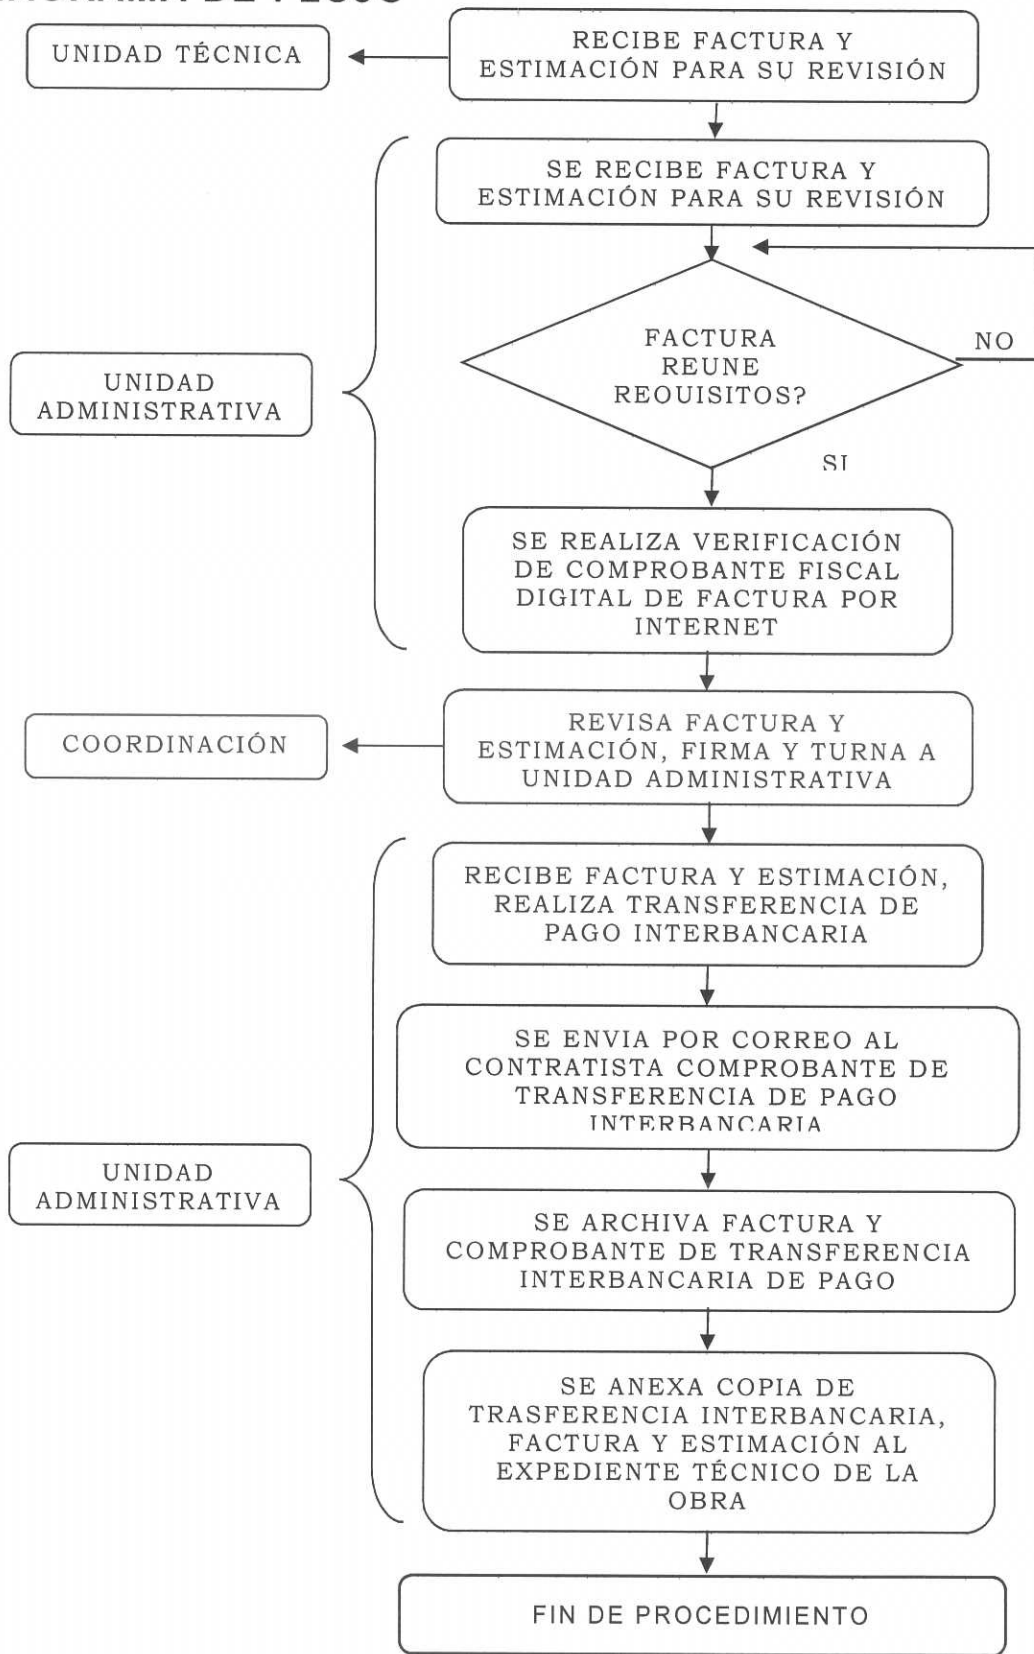 UNIDAD TÉCNICA
RECIBE FACTURA Y
ESTIMACIÓN PARA SU REVISIÓN
SE RECIBE FACTURA Y
ESTIMACIÓN PARA SU REVISIÓN
UNIDAD
ADMINISTRATIVA
FACTURA
REUNE
REQUISITOS?
NO
SI
SE REALIZA VERIFICACIÓN
DE COMPROBANTE FISCAL
DIGITAL DE FACTURA POR
INTERNET
COORDINACIÓN
REVISA FACTURA Y
ESTIMACIÓN, FIRMA Y TURNA A
UNIDAD ADMINISTRATIVA
RECIBE FACTURA Y ESTIMACIÓN,
REALIZA TRANSFERENCIA DE
PAGO INTERBANCARIA
SE ENVIA POR CORREO AL
CONTRATISTA COMPROBANTE DE
TRANSFERENCIA DE PAGO
INTERBANCARIA
UNIDAD
ADMINISTRATIVA
SE ARCHIVA FACTURA Y
COMPROBANTE DE TRANSFERENCIA
INTERBANCARIA DE PAGO
SE ANEXA COPIA DE
TRASFERENCIA INTERBANCARIA,
FACTURA Y ESTIMACIÓN AL
EXPEDIENTE TÉCNICO DE LA
OBRA
FIN DE PROCEDIMIENTO